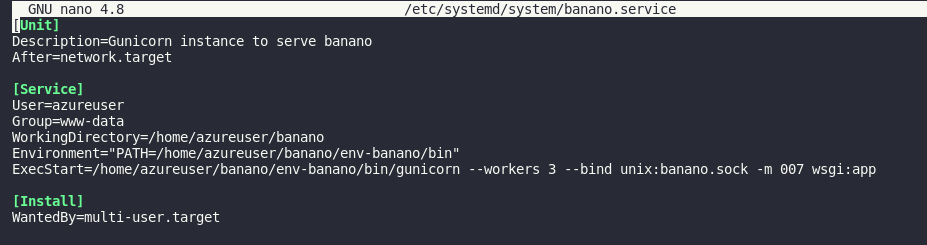 GNU nano 4.8 /etc/systemd/system/banano.service
[Unit]
Description=Gunicorn instance to serve banano
After=network.target
[Service]
User=azureuser
Group=www-data
WorkingDirectory=/home/azureuser/banano
Environment="PATH=/home/azureuser/banano/env-banano/bin"
ExecStart=/home/azureuser/banano/env-banano/bin/gunicorn --workers 3 --bind unix:banano.sock -m 007 wsgi:app
[Install]
WantedBy=multi-user.target